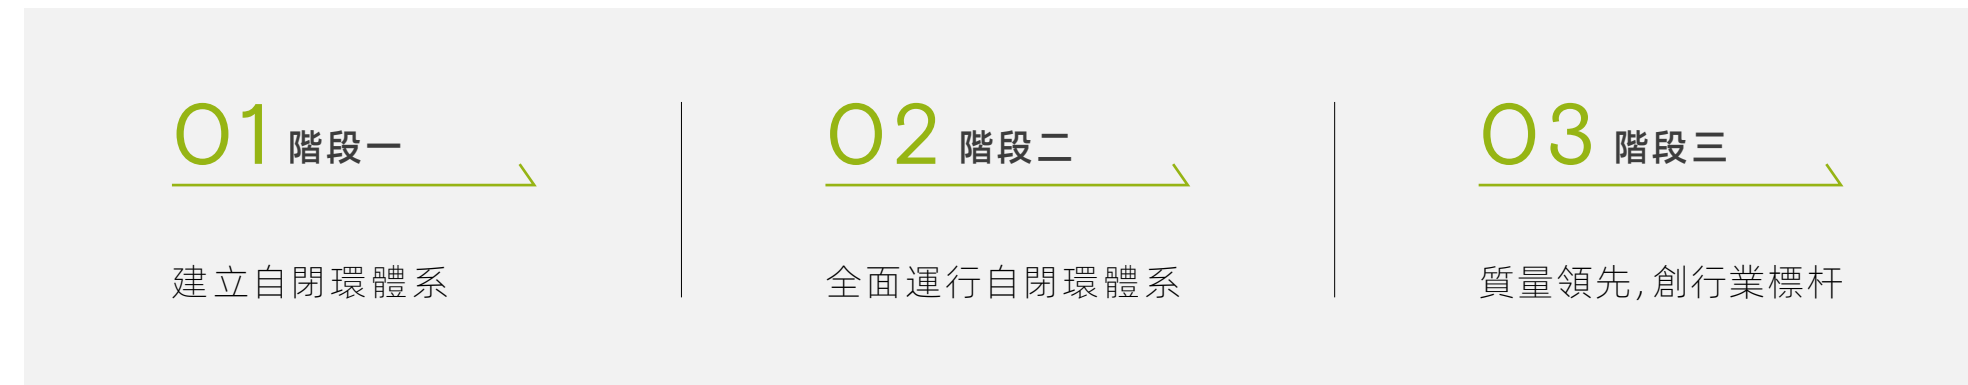 01 階段一
建立自閉環體系
02 階段二
全面運行自閉環體系
03 階段三
質量領先,創行業標杆